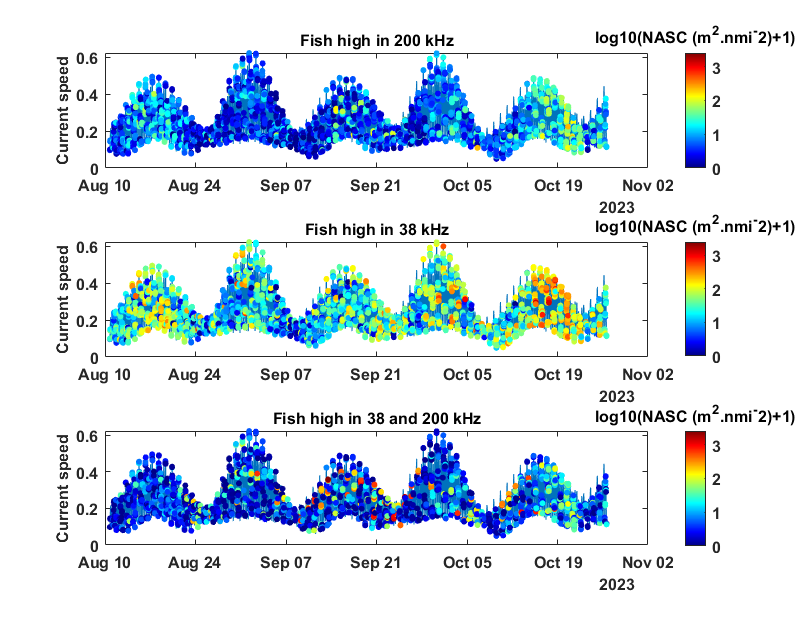 Fish high in 200 kHz
log10(NASC (m².nmi⁻2)+1)
Current speed
0.6
0.4
0.2
0
Aug 10 Aug 24 Sep 07 Sep 21 Oct 05 Oct 19 Nov 02
2023
3
2
1
0
Fish high in 38 kHz
log10(NASC (m².nmi⁻2)+1)
Current speed
0.6
0.4
0.2
0
Aug 10 Aug 24 Sep 07 Sep 21 Oct 05 Oct 19 Nov 02
2023
3
2
1
0
Fish high in 38 and 200 kHz
log10(NASC (m².nmi⁻2)+1)
Current speed
0.6
0.4
0.2
0
Aug 10 Aug 24 Sep 07 Sep 21 Oct 05 Oct 19 Nov 02
2023
3
2
1
0